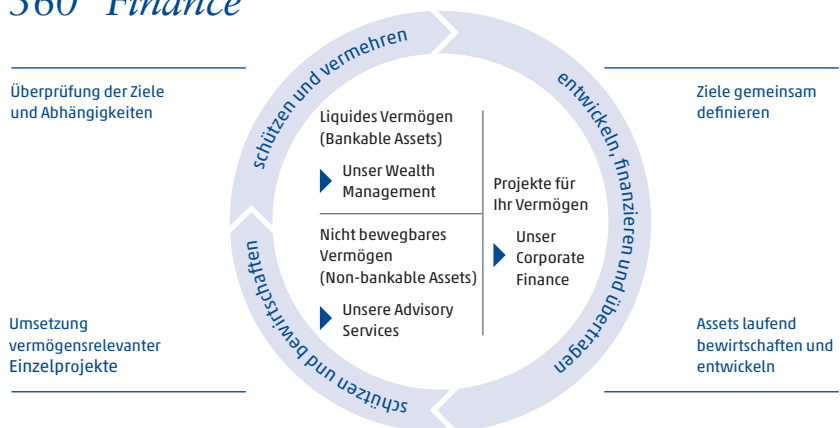 360° Finance
Überprüfung der Ziele
und Abhängigkeiten
schützen und vermehren
entwickeln, finanzieren und übertragen
Ziele gemeinsam
definieren
Liquides Vermögen
(Bankable Assets)
Unser Wealth
Management
Nicht bewegbares
Vermögen
(Non-bankable Assets)
Unsere Advisory
Services
Projekte für
Ihr Vermögen
Unser
Corporate
Finance
schützen und bewirtschaften
Umsetzung
vermögensrelevanter
Einzelprojekte
Assets laufend
bewirtschaften und
entwickeln